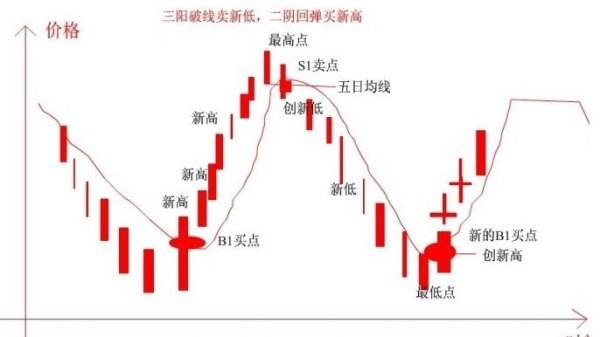 三阳破线卖新低，二阴回弹买新高
价格
最高点
S1卖点
五日均线
新高
创新低
新高
新低
新高
B1买点
新的B1买点
创新高
最低点